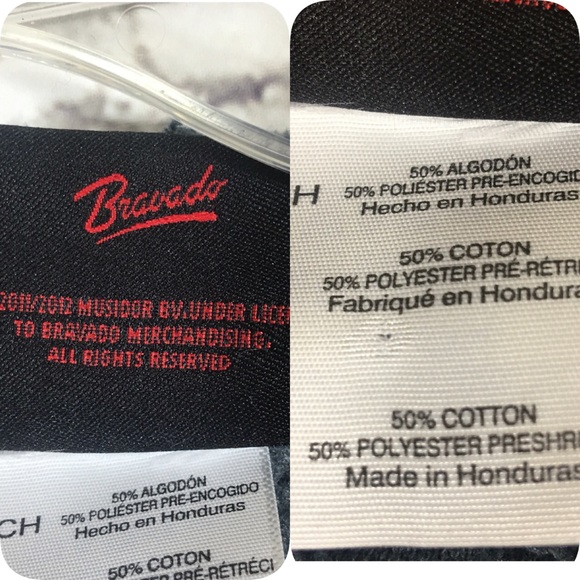 Bravado
2011/2012 MUSIDOR BV.UNDER LICE
TO BRAVADO MERCHANDISING.
ALL RIGHTS RESERVED
CH
50% ALGODÓN
50% POLIÉSTER PRE-ENCOGIDO
Hecho en Honduras
50% COTON
POLYESTER PRÉ-RÉTRÉCI
H
50% ALGODÓN
50% POLIÉSTER PRE-ENCOGID
Hecho en Honduras
50% COTON
50% POLYESTER PRÉ-RÉTRÉ
Fabriqué en Hondura
50% COTTON
50% POLYESTER PRESHR
Made in Honduras